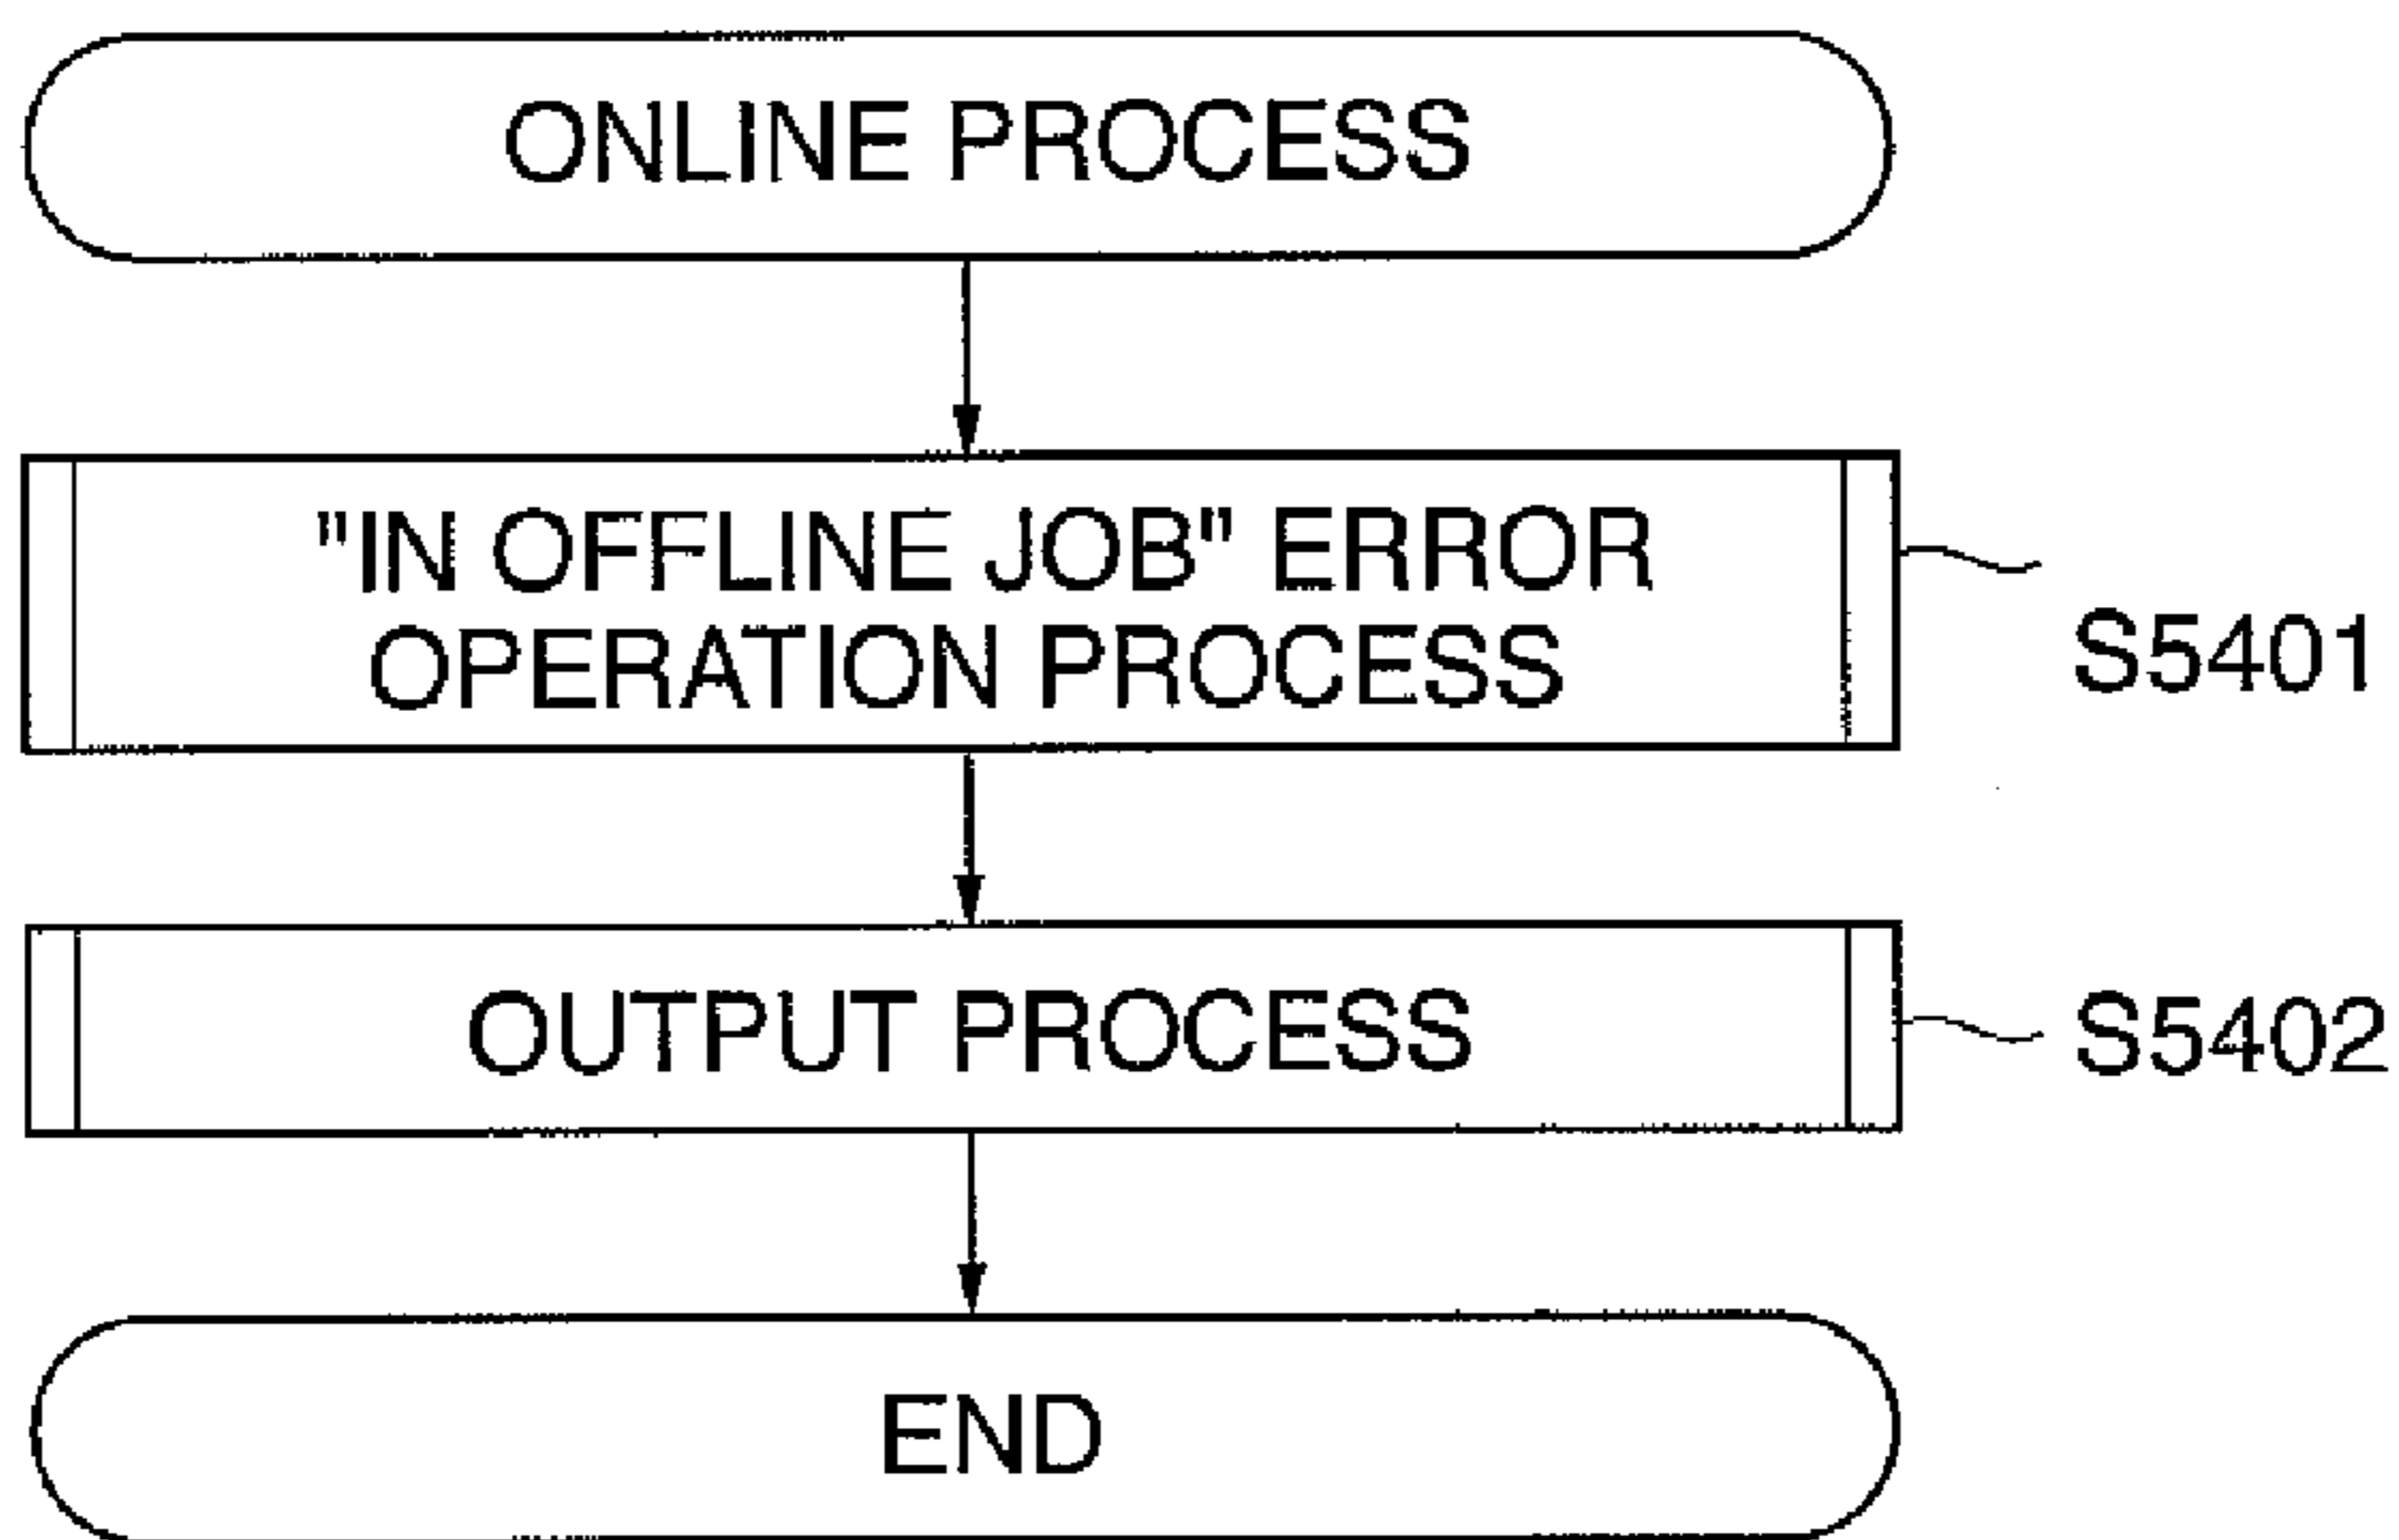 ONLINE PROCESS
"IN OFFLINE JOB" ERROR
OPERATION PROCESS
S5401
OUTPUT PROCESS
S5402
END